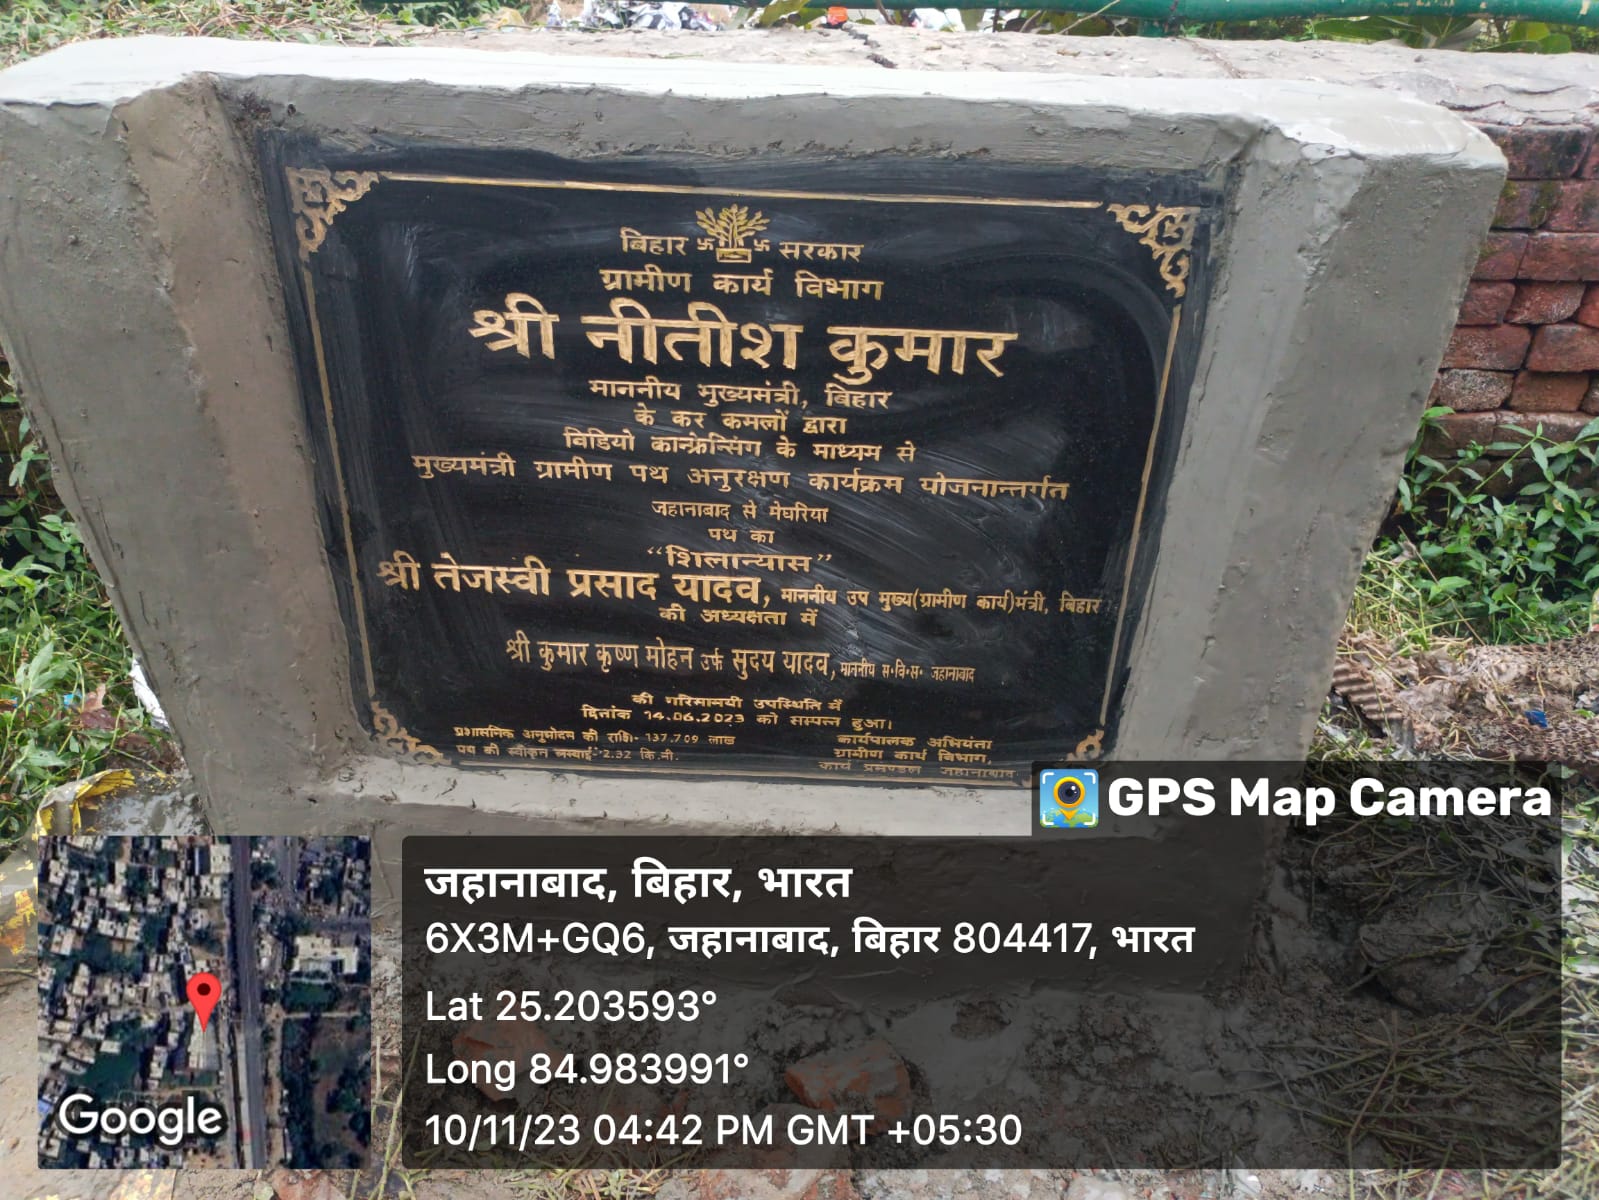 बिहार सरकार
ग्रामीण कार्य विभाग
श्री नीतीश कुमार
माननीय मुख्यमंत्री, बिहार
के कर कमलों द्वारा
विडियो कान्फ्रेन्सिंग के माध्यम से
मुख्यमंत्री ग्रामीण पथ अनुरक्षण कार्यक्रम योजनान्तर्गत
जहानाबाद से मेघरिया
पथ का
“शिलान्यास”
श्री तेजस्वी प्रसाद यादव, माननीय उप मुख्य(ग्रामीण कार्य)मंत्री, बिहार
की अध्यक्षता में
श्री कुमार कृष्ण मोहन उर्फ सुदय यादव, माननीय स॰वि॰स॰ जहानाबाद
की गरिमामयी उपस्थिति में
दिनांक 14.06.2023 को सम्पन्न हुआ।
प्रशासनिक अनुमोदन की राशि- 137.709 लाख
पथ की स्वीकृत लम्बाई- 2.32 कि.मी.
कार्यपालक अभियंता
ग्रामीण कार्य विभाग,
कार्य प्रमण्डल जहानाबाद
GPS Map Camera
जहानाबाद, बिहार, भारत
6X3M+GQ6, जहानाबाद, बिहार 804417, भारत
Lat 25.203593°
Long 84.983991°
10/11/23 04:42 PM GMT +05:30
Google